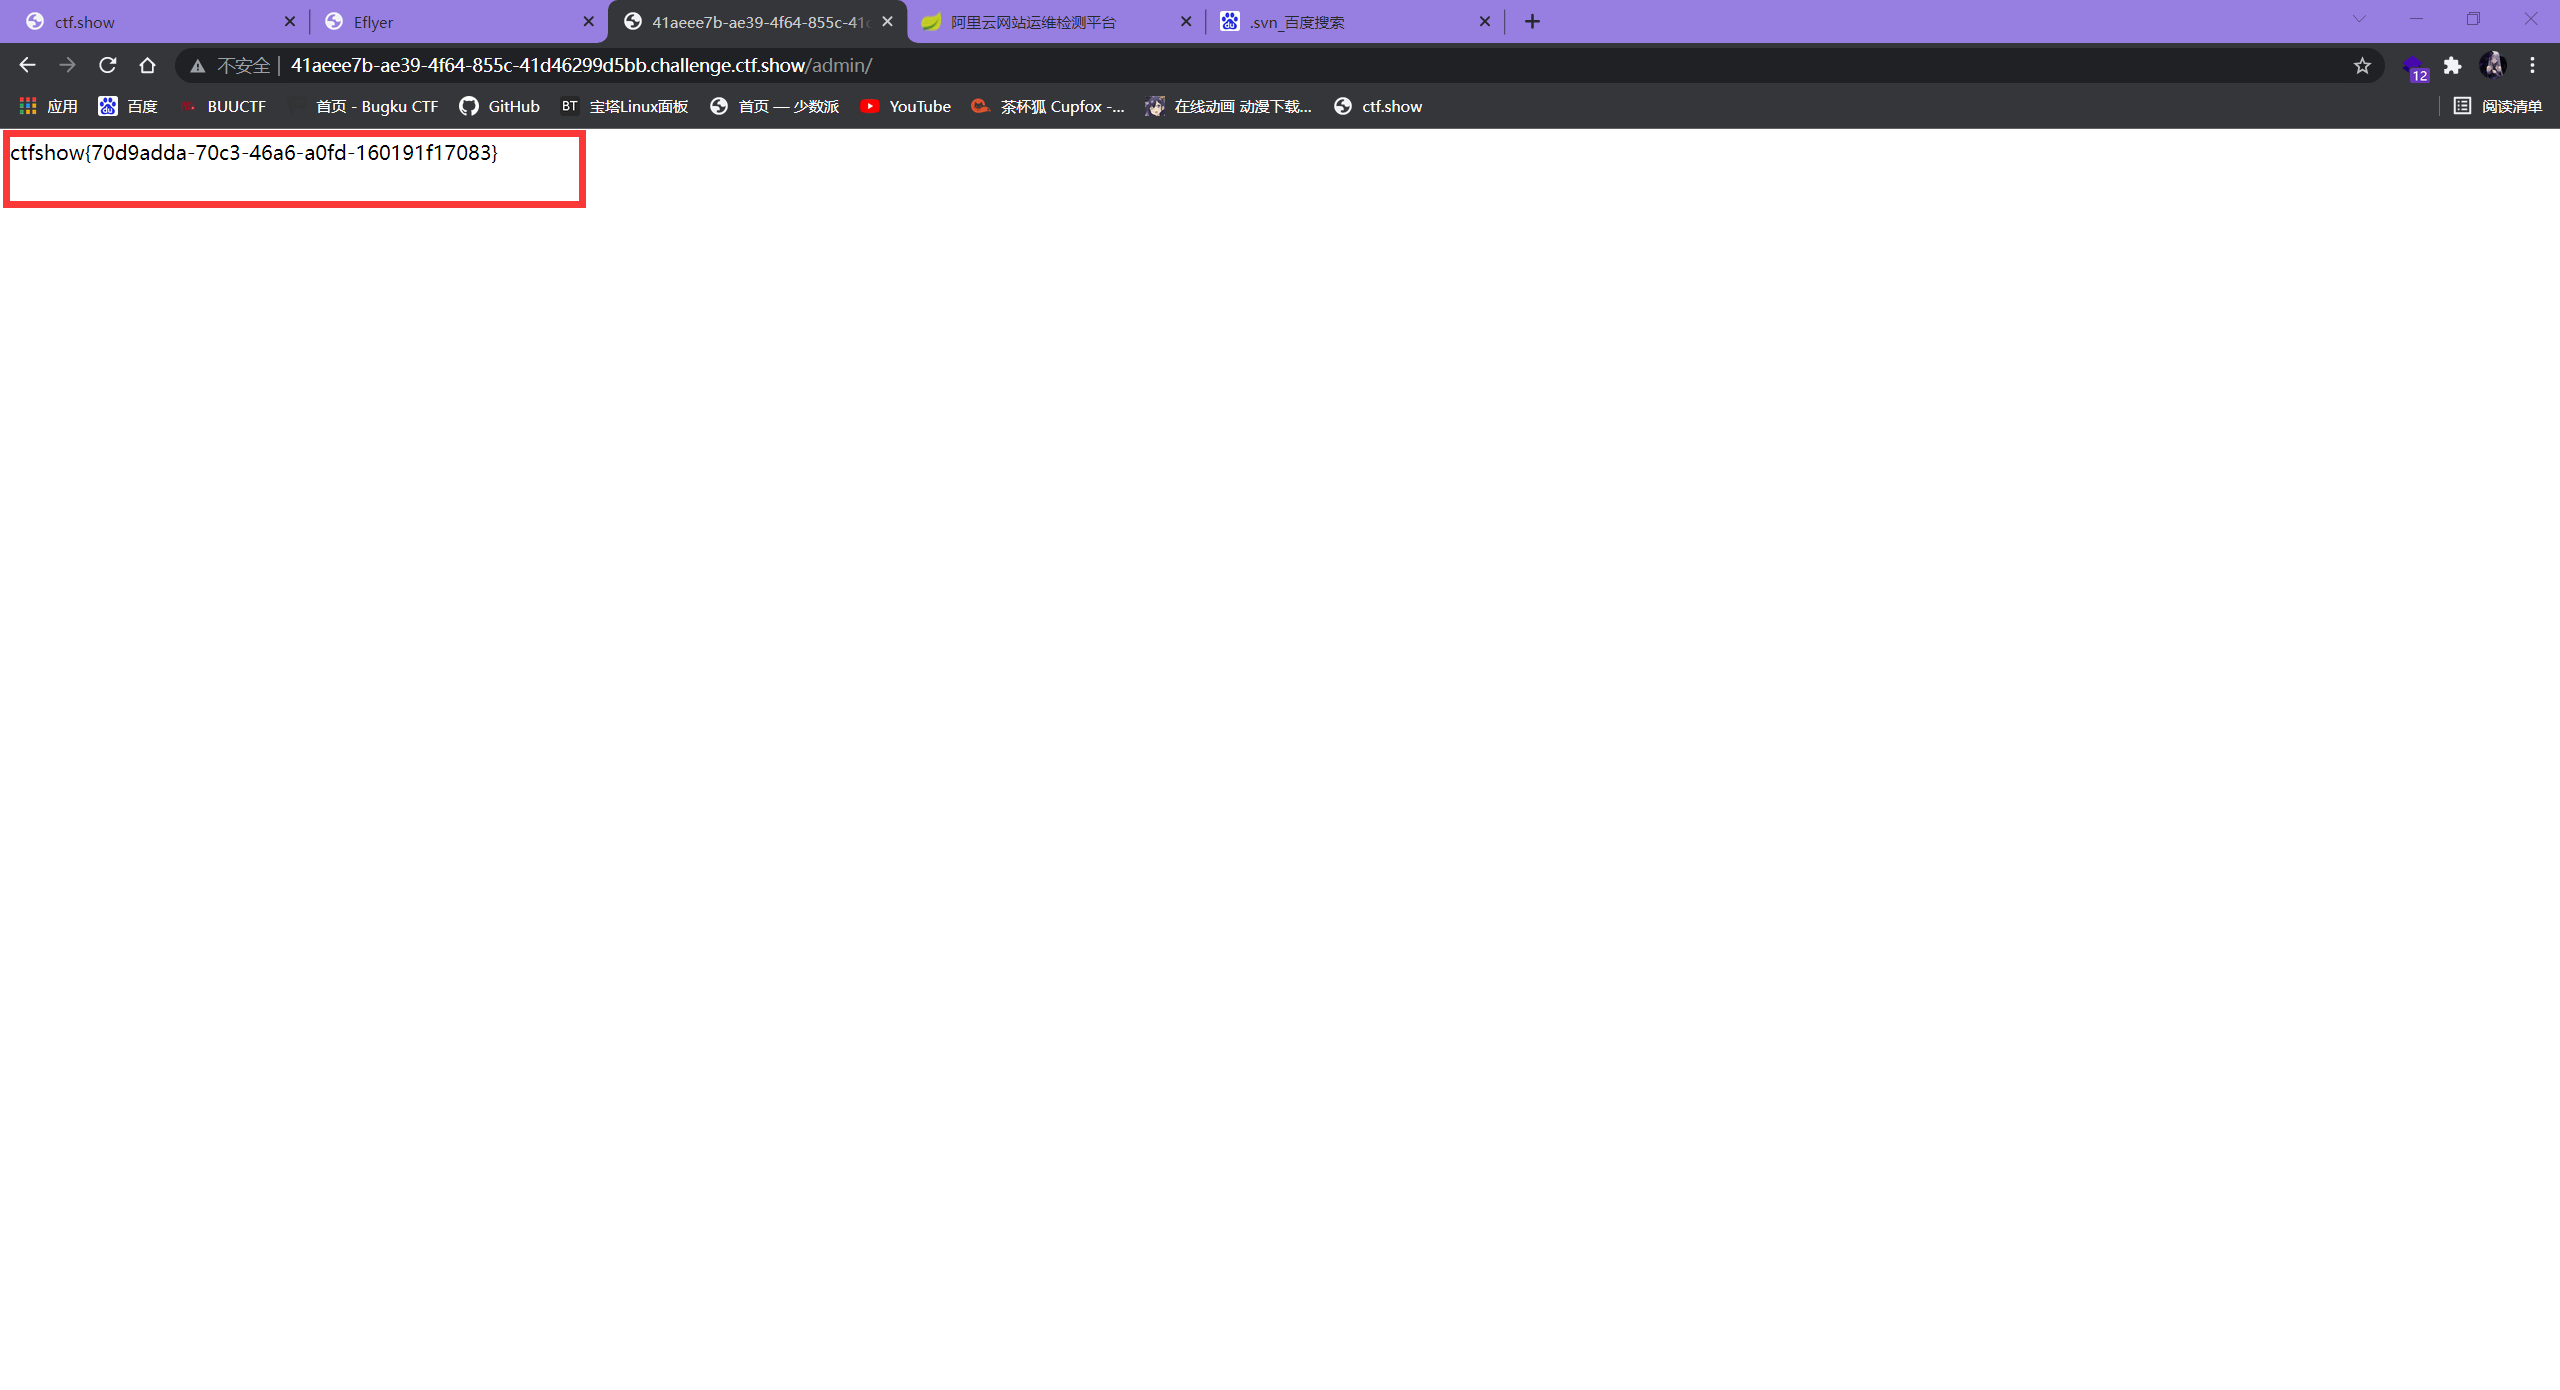 ctf.show
Eflyer
41aeee7b-ae39-4f64-855c-41
阿里云网站运维检测平台
.svn_百度搜索
不安全 | 41aeee7b-ae39-4f64-855c-41d46299d5bb.challenge.ctf.show/admin/
12
应用
百度
BUUCTF
首页 - Bugku CTF
GitHub
BT 宝塔Linux面板
首页 — 少数派
YouTube
茶杯狐 Cupfox -...
在线动画 动漫下载...
ctf.show
阅读清单
ctfshow{70d9adda-70c3-46a6-a0fd-160191f17083}